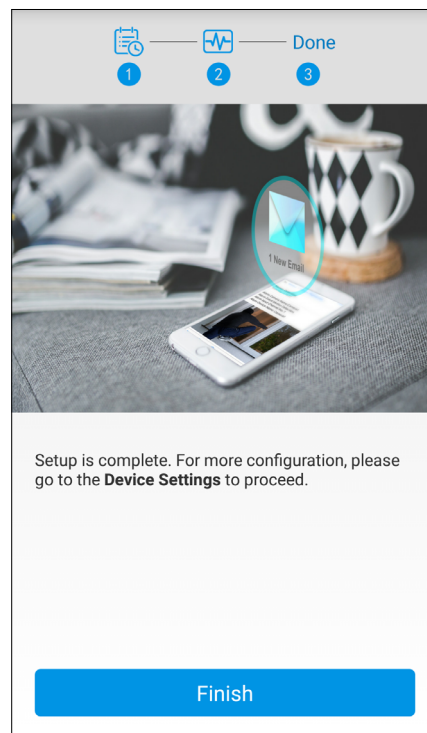 Done
1 2 3
1 New Email
Setup is complete. For more configuration, please
go to the Device Settings to proceed.
Finish